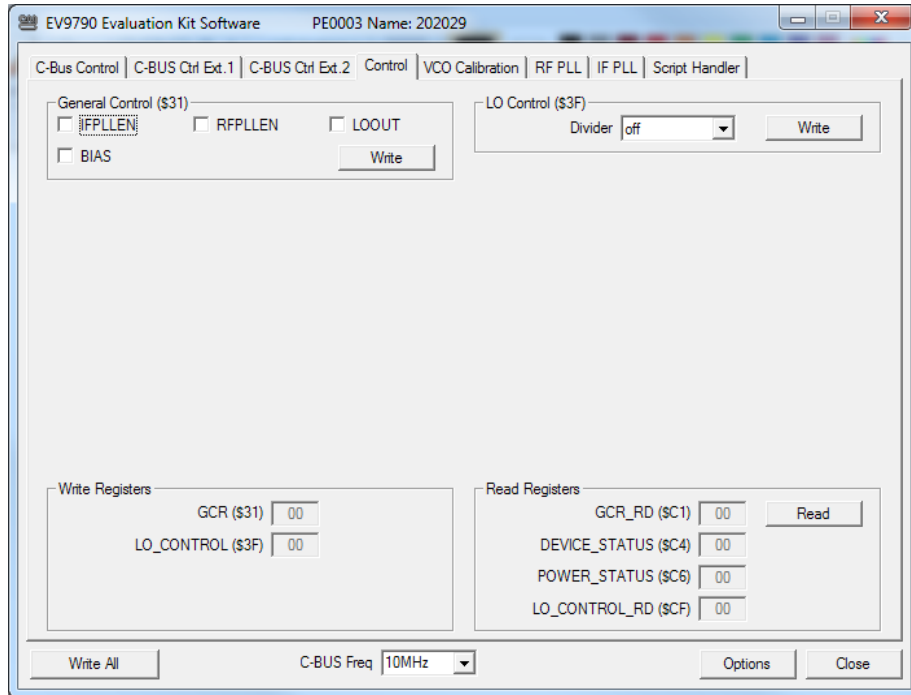 EV9790 Evaluation Kit Software PE0003 Name: 202029
C-Bus Control C-BUS Ctrl Ext.1 C-BUS Ctrl Ext.2 Control VCO Calibration RF PLL IF PLL Script Handler
General Control ($31)
IFPLLEN RFPLLEN LOOUT
BIAS Write
LO Control ($3F)
Divider off Write
Write Registers
GCR ($31) 00
LO_CONTROL ($3F) 00
Read Registers
GCR_RD ($C1) 00 Read
DEVICE_STATUS ($C4) 00
POWER_STATUS ($C6) 00
LO_CONTROL_RD ($CF) 00
Write All C-BUS Freq 10MHz Options Close